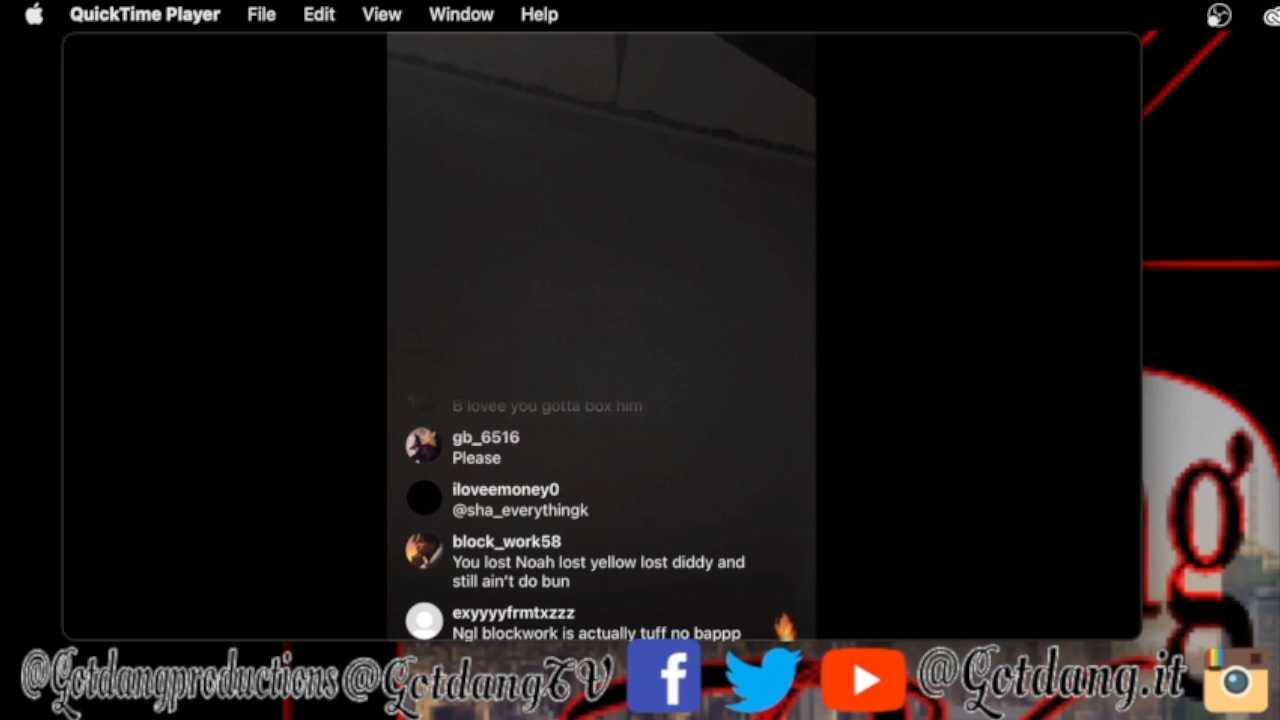 QuickTime Player File Edit View Window Help
B lovee you gotta box him
gb_6516
Please
iloveemoney0
@sha_everythingk
block_work58
You lost Noah lost yellow lost diddy and
still ain't do bun
exyyyyfrmtxzzz
Ngl blockwork is actually tuff no bappp
@Gotdangproductions @GotdangTV f @Gotdang.it